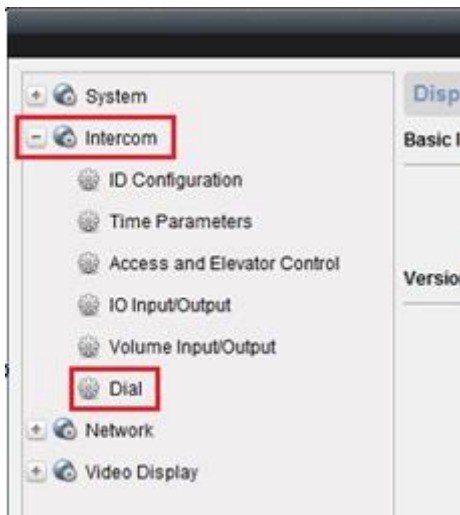 System
Disp
Intercom
Basic I
ID Configuration
Time Parameters
Access and Elevator Control
Versio
IO Input/Output
Volume Input/Output
Dial
Network
Video Display